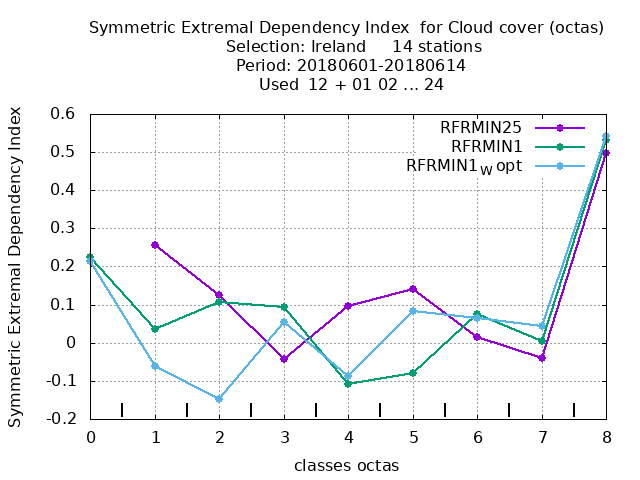 Symmetric Extremal Dependency Index  for Cloud cover (octas)
Selection: Ireland     14 stations
Period: 20180601-20180614
Used  12 + 01 02 ... 24
Symmetric Extremal Dependency Index
0.6
0.5
0.4
0.3
0.2
0.1
0
-0.1
-0.2
RFRMIN25
RFRMIN1
RFRMIN1W opt
0 1 2 3 4 5 6 7 8
classes octas